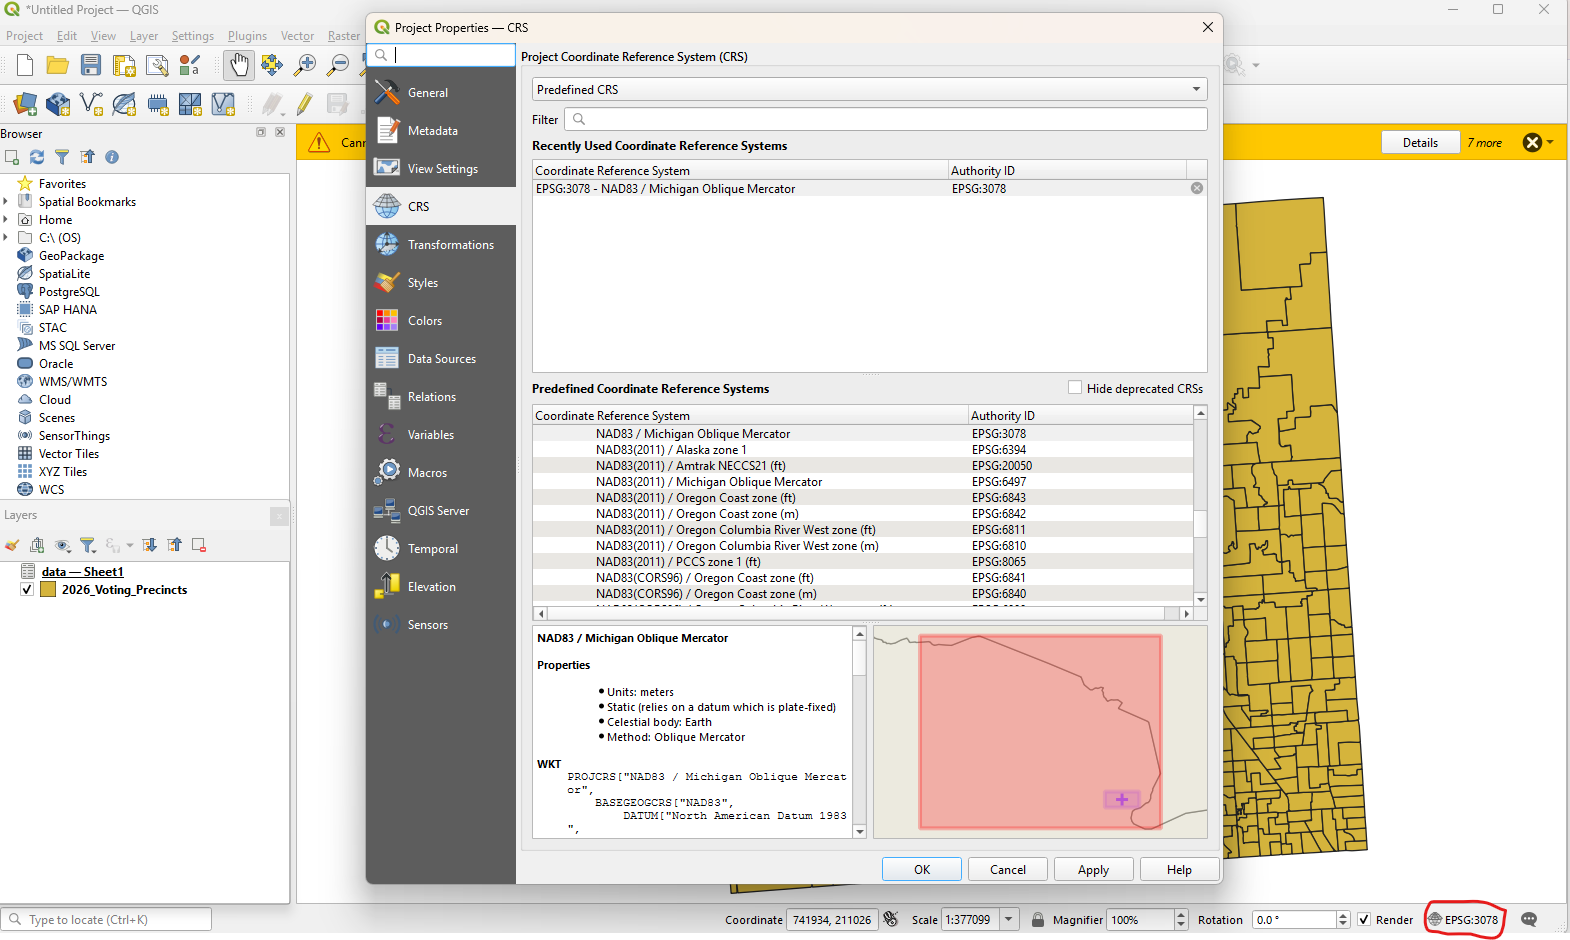 *Untitled Project — QGIS
Project Edit View Layer Settings Plugins Vector Raster
Project Properties — CRS
Project Coordinate Reference System (CRS)
General
Metadata
View Settings
CRS
Transformations
Styles
Colors
Data Sources
Relations
Variables
Macros
QGIS Server
Temporal
Elevation
Sensors
Predefined CRS
Filter
Recently Used Coordinate Reference Systems
Coordinate Reference System Authority ID
EPSG:3078 - NAD83 / Michigan Oblique Mercator EPSG:3078
Predefined Coordinate Reference Systems Hide deprecated CRSs
Coordinate Reference System Authority ID
NAD83 / Michigan Oblique Mercator EPSG:3078
NAD83(2011) / Alaska zone 1 EPSG:6394
NAD83(2011) / Amtrak NECCS21 (ft) EPSG:20050
NAD83(2011) / Michigan Oblique Mercator EPSG:6497
NAD83(2011) / Oregon Coast zone (ft) EPSG:6843
NAD83(2011) / Oregon Coast zone (m) EPSG:6842
NAD83(2011) / Oregon Columbia River West zone (ft) EPSG:6811
NAD83(2011) / Oregon Columbia River West zone (m) EPSG:6810
NAD83(2011) / PCCS zone 1 (ft) EPSG:8065
NAD83(CORS96) / Oregon Coast zone (ft) EPSG:6841
NAD83(CORS96) / Oregon Coast zone (m) EPSG:6840
NAD83 / Michigan Oblique Mercator
Properties
Units: meters
Static (relies on a datum which is plate-fixed)
Celestial body: Earth
Method: Oblique Mercator
WKT
PROJCRS["NAD83 / Michigan Oblique Mercat
or",
BASEGEOGCRS["NAD83",
DATUM["North American Datum 1983
",
OK Cancel Apply Help
Details 7 more
Browser
Favorites
Spatial Bookmarks
Home
C:\ (OS)
GeoPackage
SpatiaLite
PostgreSQL
SAP HANA
STAC
MS SQL Server
Oracle
WMS/WMTS
Cloud
Scenes
SensorThings
Vector Tiles
XYZ Tiles
WCS
Layers
data — Sheet1
2026_Voting_Precincts
Type to locate (Ctrl+K)
Coordinate 741934, 211026 Scale 1:377099 Magnifier 100% Rotation 0.0 ° Render EPSG:3078